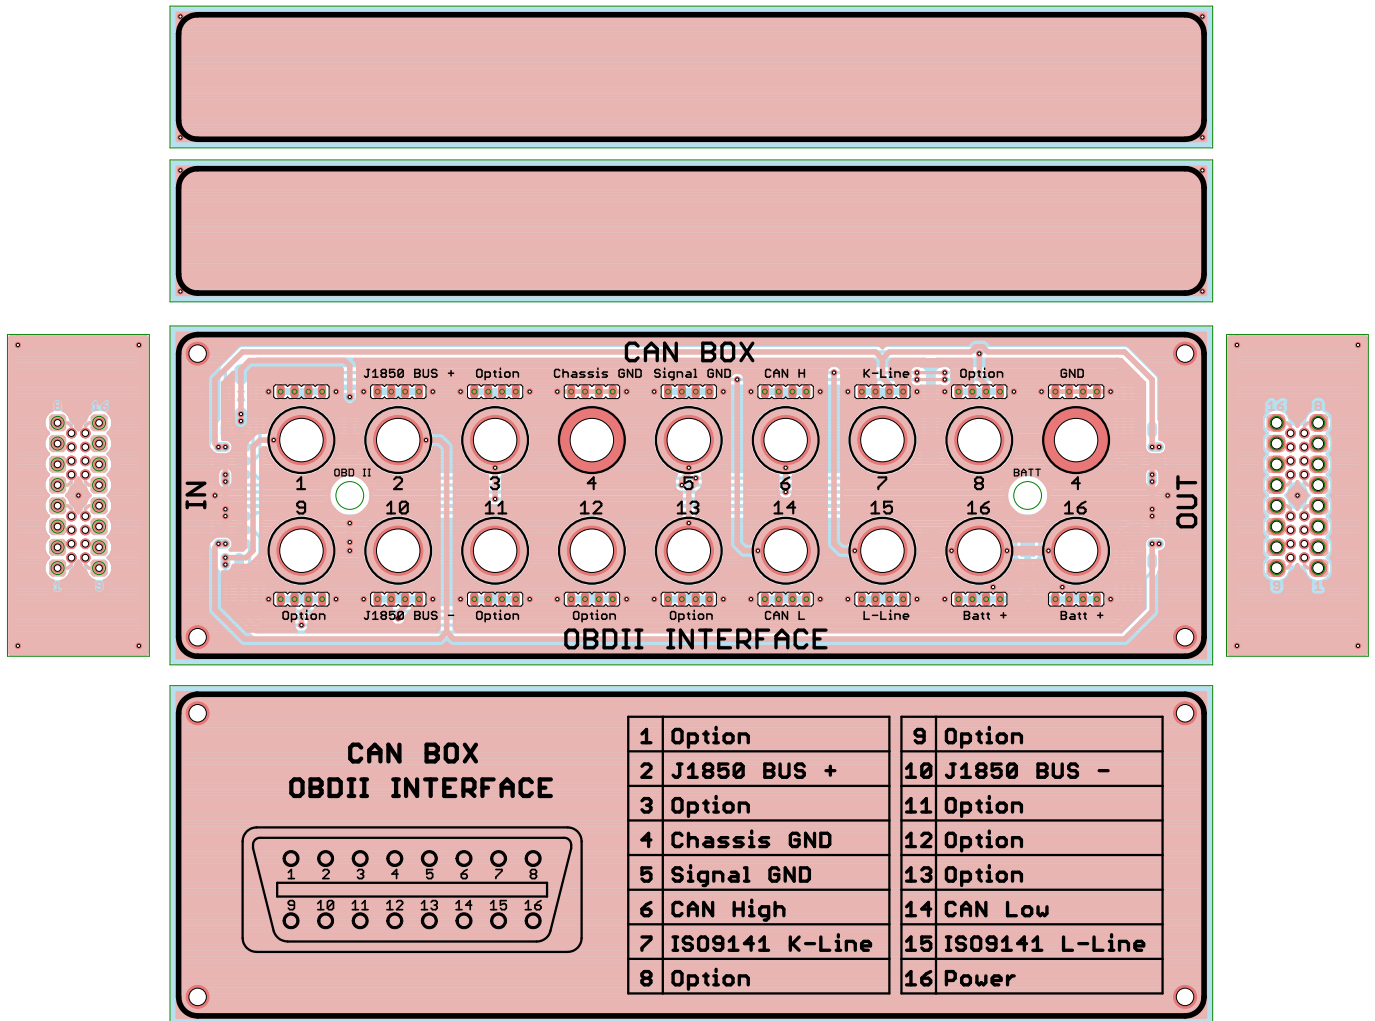 CAN BOX
J1850 BUS + Option Chassis GND Signal GND CAN H K-Line Option GND
OBD II BATT
1 2 3 4 5 6 7 8 4
IN OUT
9 10 11 12 13 14 15 16 16
Option J1850 BUS - Option Option Option CAN L L-Line Batt + Batt +
OBDII INTERFACE
CAN BOX
OBDII INTERFACE
1 2 3 4 5 6 7 8
9 10 11 12 13 14 15 16
1 Option 9 Option
2 J1850 BUS + 10 J1850 BUS -
3 Option 11 Option
4 Chassis GND 12 Option
5 Signal GND 13 Option
6 CAN High 14 CAN Low
7 ISO9141 K-Line 15 ISO9141 L-Line
8 Option 16 Power